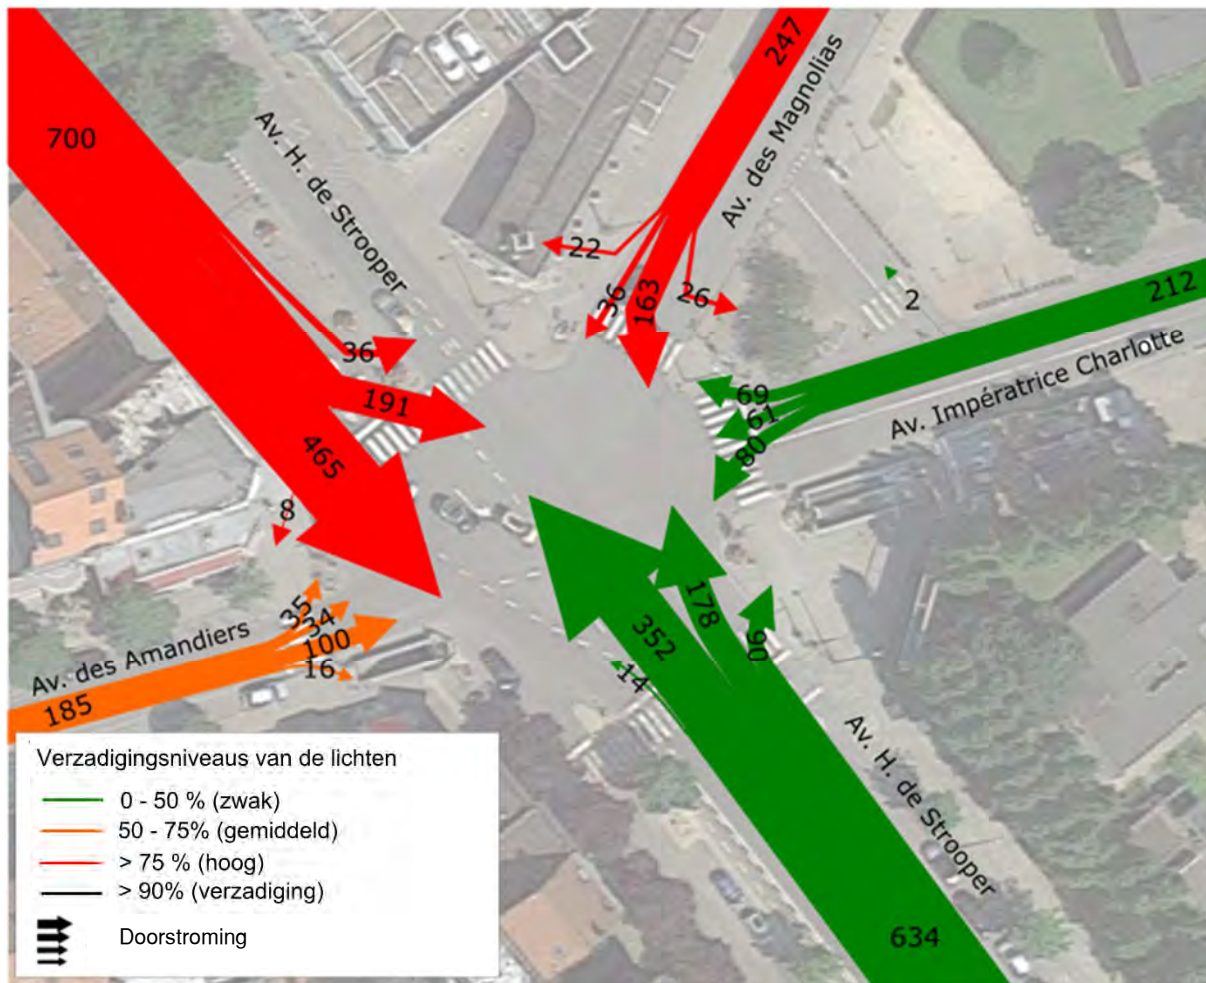 700
247
Av. H. de Strooper
Av. des Magnolias
22
36
163
26
2
212
36
191
69
61
80
Av. Impératrice Charlotte
465
8
178
352
90
14
35
34
100
16
Av. des Amandiers
185
Av. H. de Strooper
634
Verzadigingsniveaus van de lichten
0 - 50 % (zwak)
50 - 75% (gemiddeld)
> 75 % (hoog)
> 90% (verzadiging)
Doorstroming